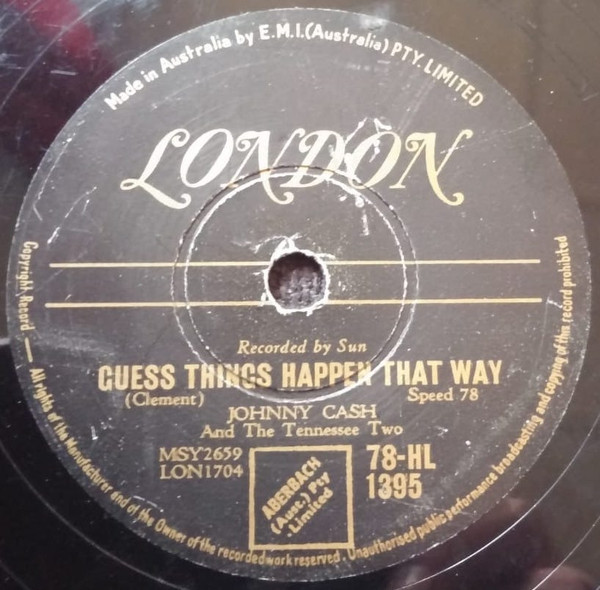 Made in Australia by E.M.I.(Australia) PTY. LIMITED
LONDON
Recorded by Sun
GUESS THINGS HAPPEN THAT WAY
(Clement) Speed 78
JOHNNY CASH
And The Tennessee Two
MSY2659
LON1704
78-HL
1395
ABERBACH
(Aust.) Pty
Limited
Copyright Record — All rights of the Manufacturer and of the Owner of the recorded work reserved. Unauthorised public performance broadcasting and copying of this record prohibited